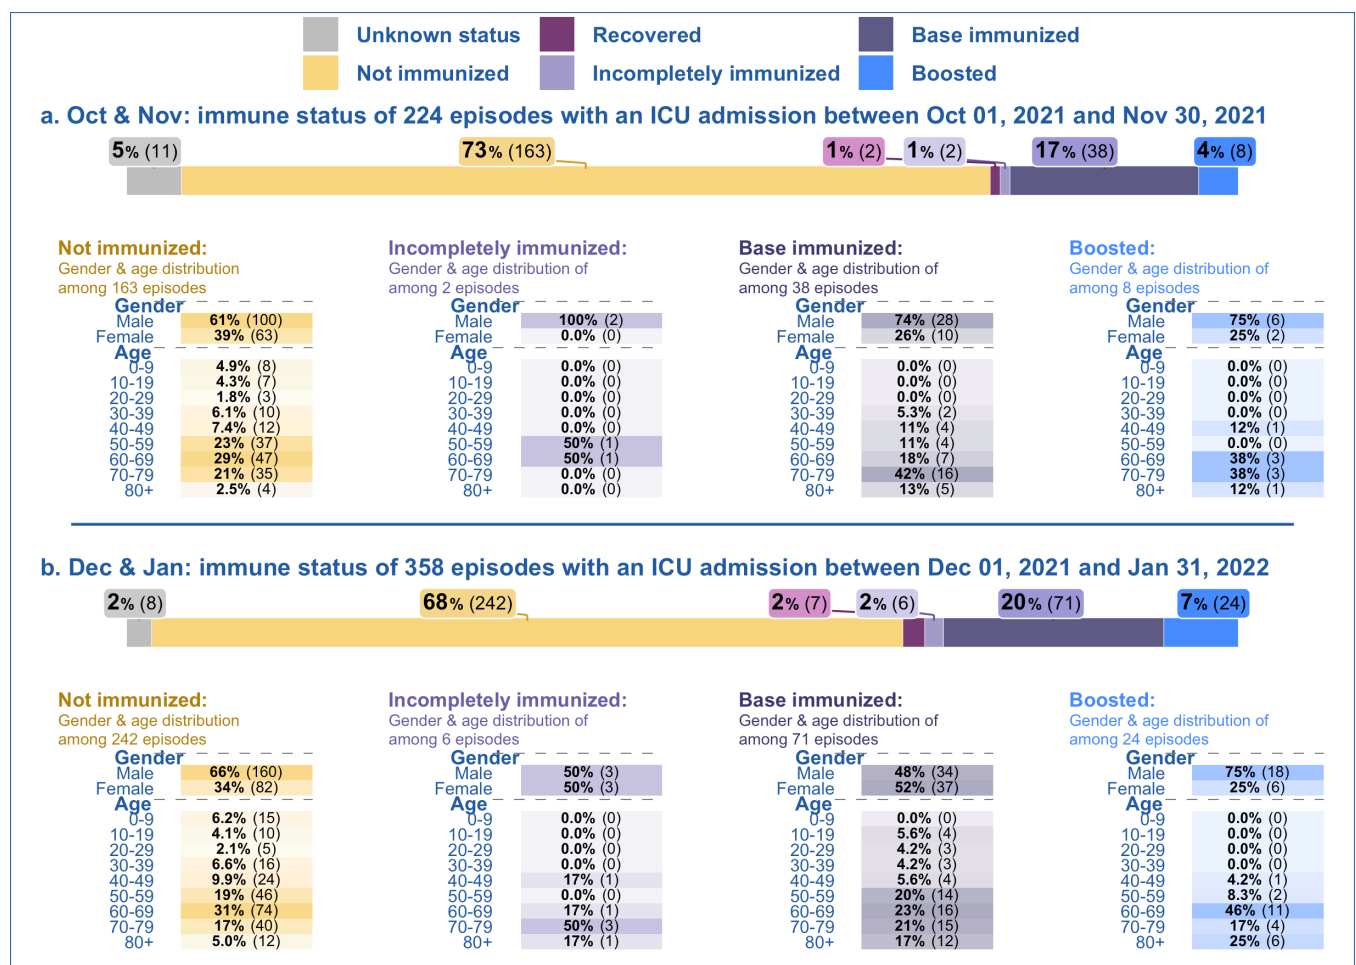 Unknown status Recovered Base immunized
Not immunized Incompletely immunized Boosted
a. Oct & Nov: immune status of 224 episodes with an ICU admission between Oct 01, 2021 and Nov 30, 2021
5% (11) 73% (163) 1% (2) 1% (2) 17% (38) 4% (8)
Not immunized:
Gender & age distribution
among 163 episodes
Gender
Male 61% (100)
Female 39% (63)
Age
0-9 4.9% (8)
10-19 4.3% (7)
20-29 1.8% (3)
30-39 6.1% (10)
40-49 7.4% (12)
50-59 23% (37)
60-69 29% (47)
70-79 21% (35)
80+ 2.5% (4)
Incompletely immunized:
Gender & age distribution of
among 2 episodes
Gender
Male 100% (2)
Female 0.0% (0)
Age
0-9 0.0% (0)
10-19 0.0% (0)
20-29 0.0% (0)
30-39 0.0% (0)
40-49 0.0% (0)
50-59 50% (1)
60-69 50% (1)
70-79 0.0% (0)
80+ 0.0% (0)
Base immunized:
Gender & age distribution of
among 38 episodes
Gender
Male 74% (28)
Female 26% (10)
Age
0-9 0.0% (0)
10-19 0.0% (0)
20-29 0.0% (0)
30-39 5.3% (2)
40-49 11% (4)
50-59 11% (4)
60-69 18% (7)
70-79 42% (16)
80+ 13% (5)
Boosted:
Gender & age distribution of
among 8 episodes
Gender
Male 75% (6)
Female 25% (2)
Age
0-9 0.0% (0)
10-19 0.0% (0)
20-29 0.0% (0)
30-39 0.0% (0)
40-49 12% (1)
50-59 0.0% (0)
60-69 38% (3)
70-79 38% (3)
80+ 12% (1)
b. Dec & Jan: immune status of 358 episodes with an ICU admission between Dec 01, 2021 and Jan 31, 2022
2% (8) 68% (242) 2% (7) 2% (6) 20% (71) 7% (24)
Not immunized:
Gender & age distribution
among 242 episodes
Gender
Male 66% (160)
Female 34% (82)
Age
0-9 6.2% (15)
10-19 4.1% (10)
20-29 2.1% (5)
30-39 6.6% (16)
40-49 9.9% (24)
50-59 19% (46)
60-69 31% (74)
70-79 17% (40)
80+ 5.0% (12)
Incompletely immunized:
Gender & age distribution of
among 6 episodes
Gender
Male 50% (3)
Female 50% (3)
Age
0-9 0.0% (0)
10-19 0.0% (0)
20-29 0.0% (0)
30-39 0.0% (0)
40-49 17% (1)
50-59 0.0% (0)
60-69 17% (1)
70-79 50% (3)
80+ 17% (1)
Base immunized:
Gender & age distribution of
among 71 episodes
Gender
Male 48% (34)
Female 52% (37)
Age
0-9 0.0% (0)
10-19 5.6% (4)
20-29 4.2% (3)
30-39 4.2% (3)
40-49 5.6% (4)
50-59 20% (14)
60-69 23% (16)
70-79 21% (15)
80+ 17% (12)
Boosted:
Gender & age distribution of
among 24 episodes
Gender
Male 75% (18)
Female 25% (6)
Age
0-9 0.0% (0)
10-19 0.0% (0)
20-29 0.0% (0)
30-39 0.0% (0)
40-49 4.2% (1)
50-59 8.3% (2)
60-69 46% (11)
70-79 17% (4)
80+ 25% (6)